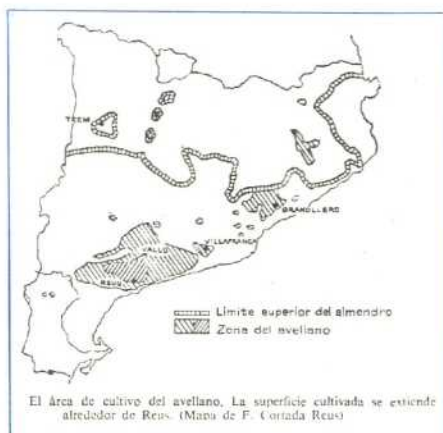 TREMP
GRANOLLERS
VILLAFRANCA
VALLS
REUS
Límite superior del almendro
Zona del avellano
El área de cultivo del avellano. La superficie cultivada se extiende
alrededor de Reus. (Mapa de F. Cortada Reus)